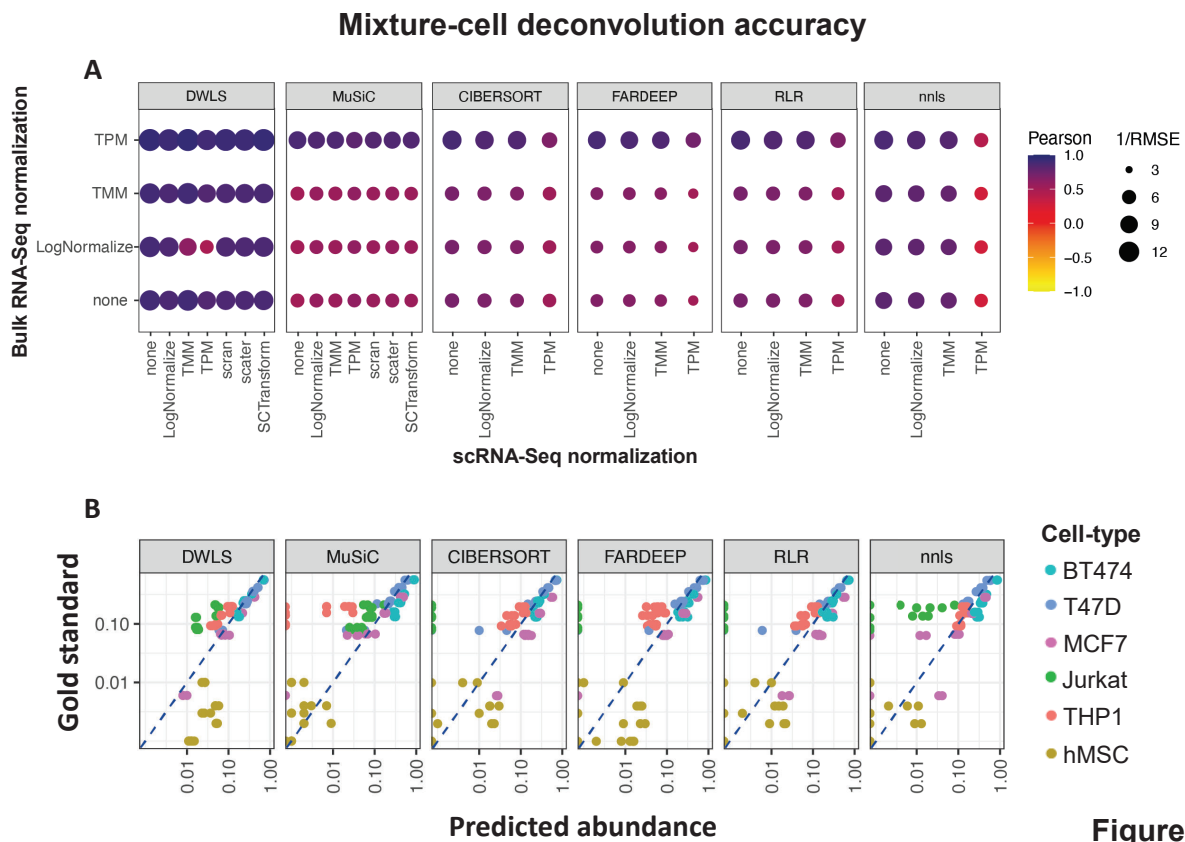 Mixture-cell deconvolution accuracy
A
Bulk RNA-Seq normalization
DWLS MuSiC CIBERSORT FARDEEP RLR nnls
TPM
TMM
LogNormalize
none
none LogNormalize TMM TPM scran scater SCTransform
none LogNormalize TMM TPM scran scater SCTransform
none LogNormalize TMM TPM
none LogNormalize TMM TPM
none LogNormalize TMM TPM
none LogNormalize TMM TPM
scRNA-Seq normalization
Pearson
1.0
0.5
0.0
−0.5
−1.0
1/RMSE
3
6
9
12
B
Gold standard
DWLS MuSiC CIBERSORT FARDEEP RLR nnls
0.10
0.01
0.01 0.10 1.00
0.01 0.10 1.00
0.01 0.10 1.00
0.01 0.10 1.00
0.01 0.10 1.00
0.01 0.10 1.00
Predicted abundance
Cell-type
BT474
T47D
MCF7
Jurkat
THP1
hMSC
Figure